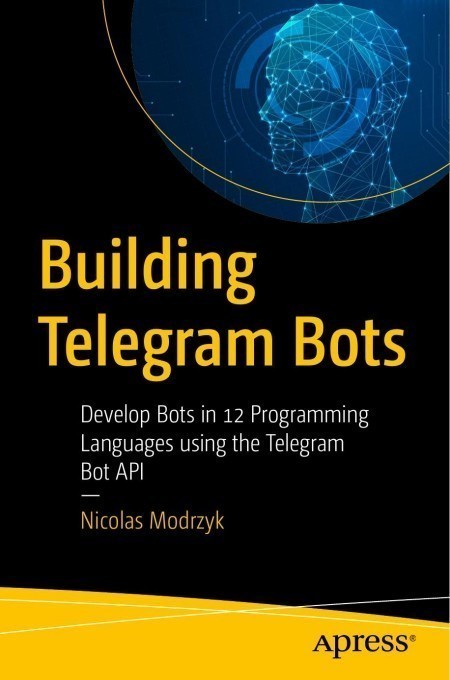 Building
Telegram Bots
Develop Bots in 12 Programming
Languages using the Telegram
Bot API
—
Nicolas Modrzyk
Apress®